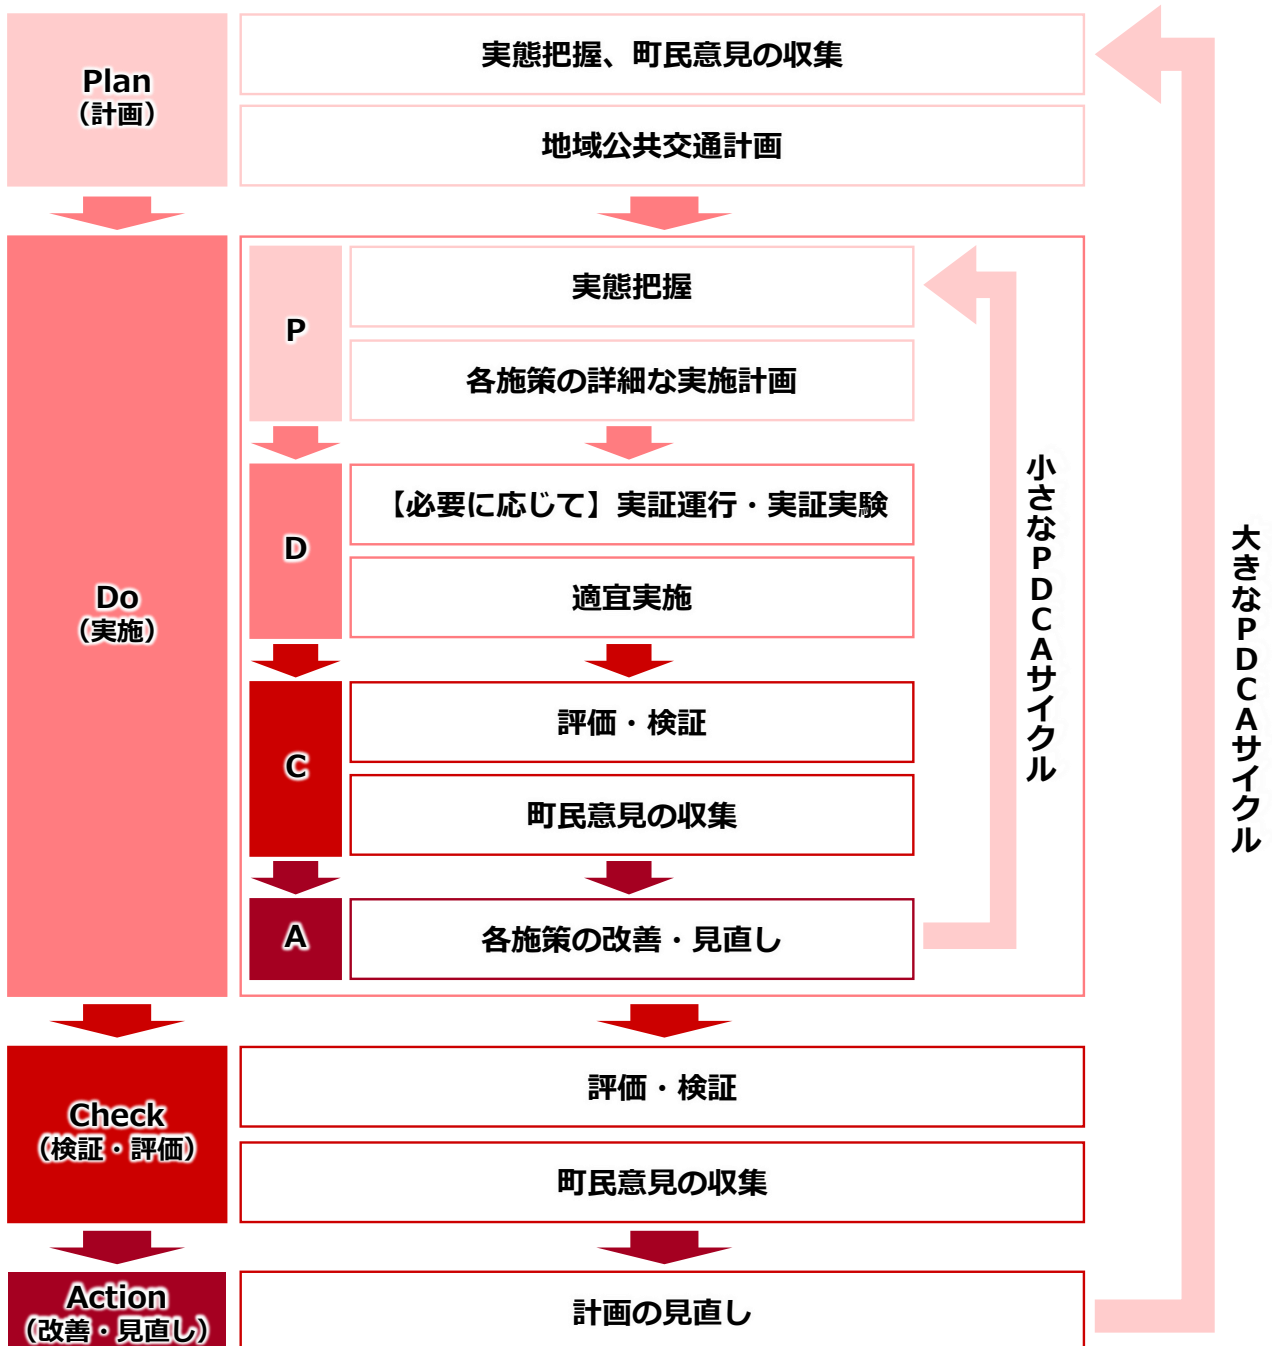 Plan
（計画）
実態把握、町民意見の収集
地域公共交通計画
Do
（実施）
P
実態把握
各施策の詳細な実施計画
D
【必要に応じて】実証運行・実証実験
適宜実施
C
評価・検証
町民意見の収集
A
各施策の改善・見直し
小さなPDCAサイクル
大きなPDCAサイクル
Check
（検証・評価）
評価・検証
町民意見の収集
Action
（改善・見直し）
計画の見直し